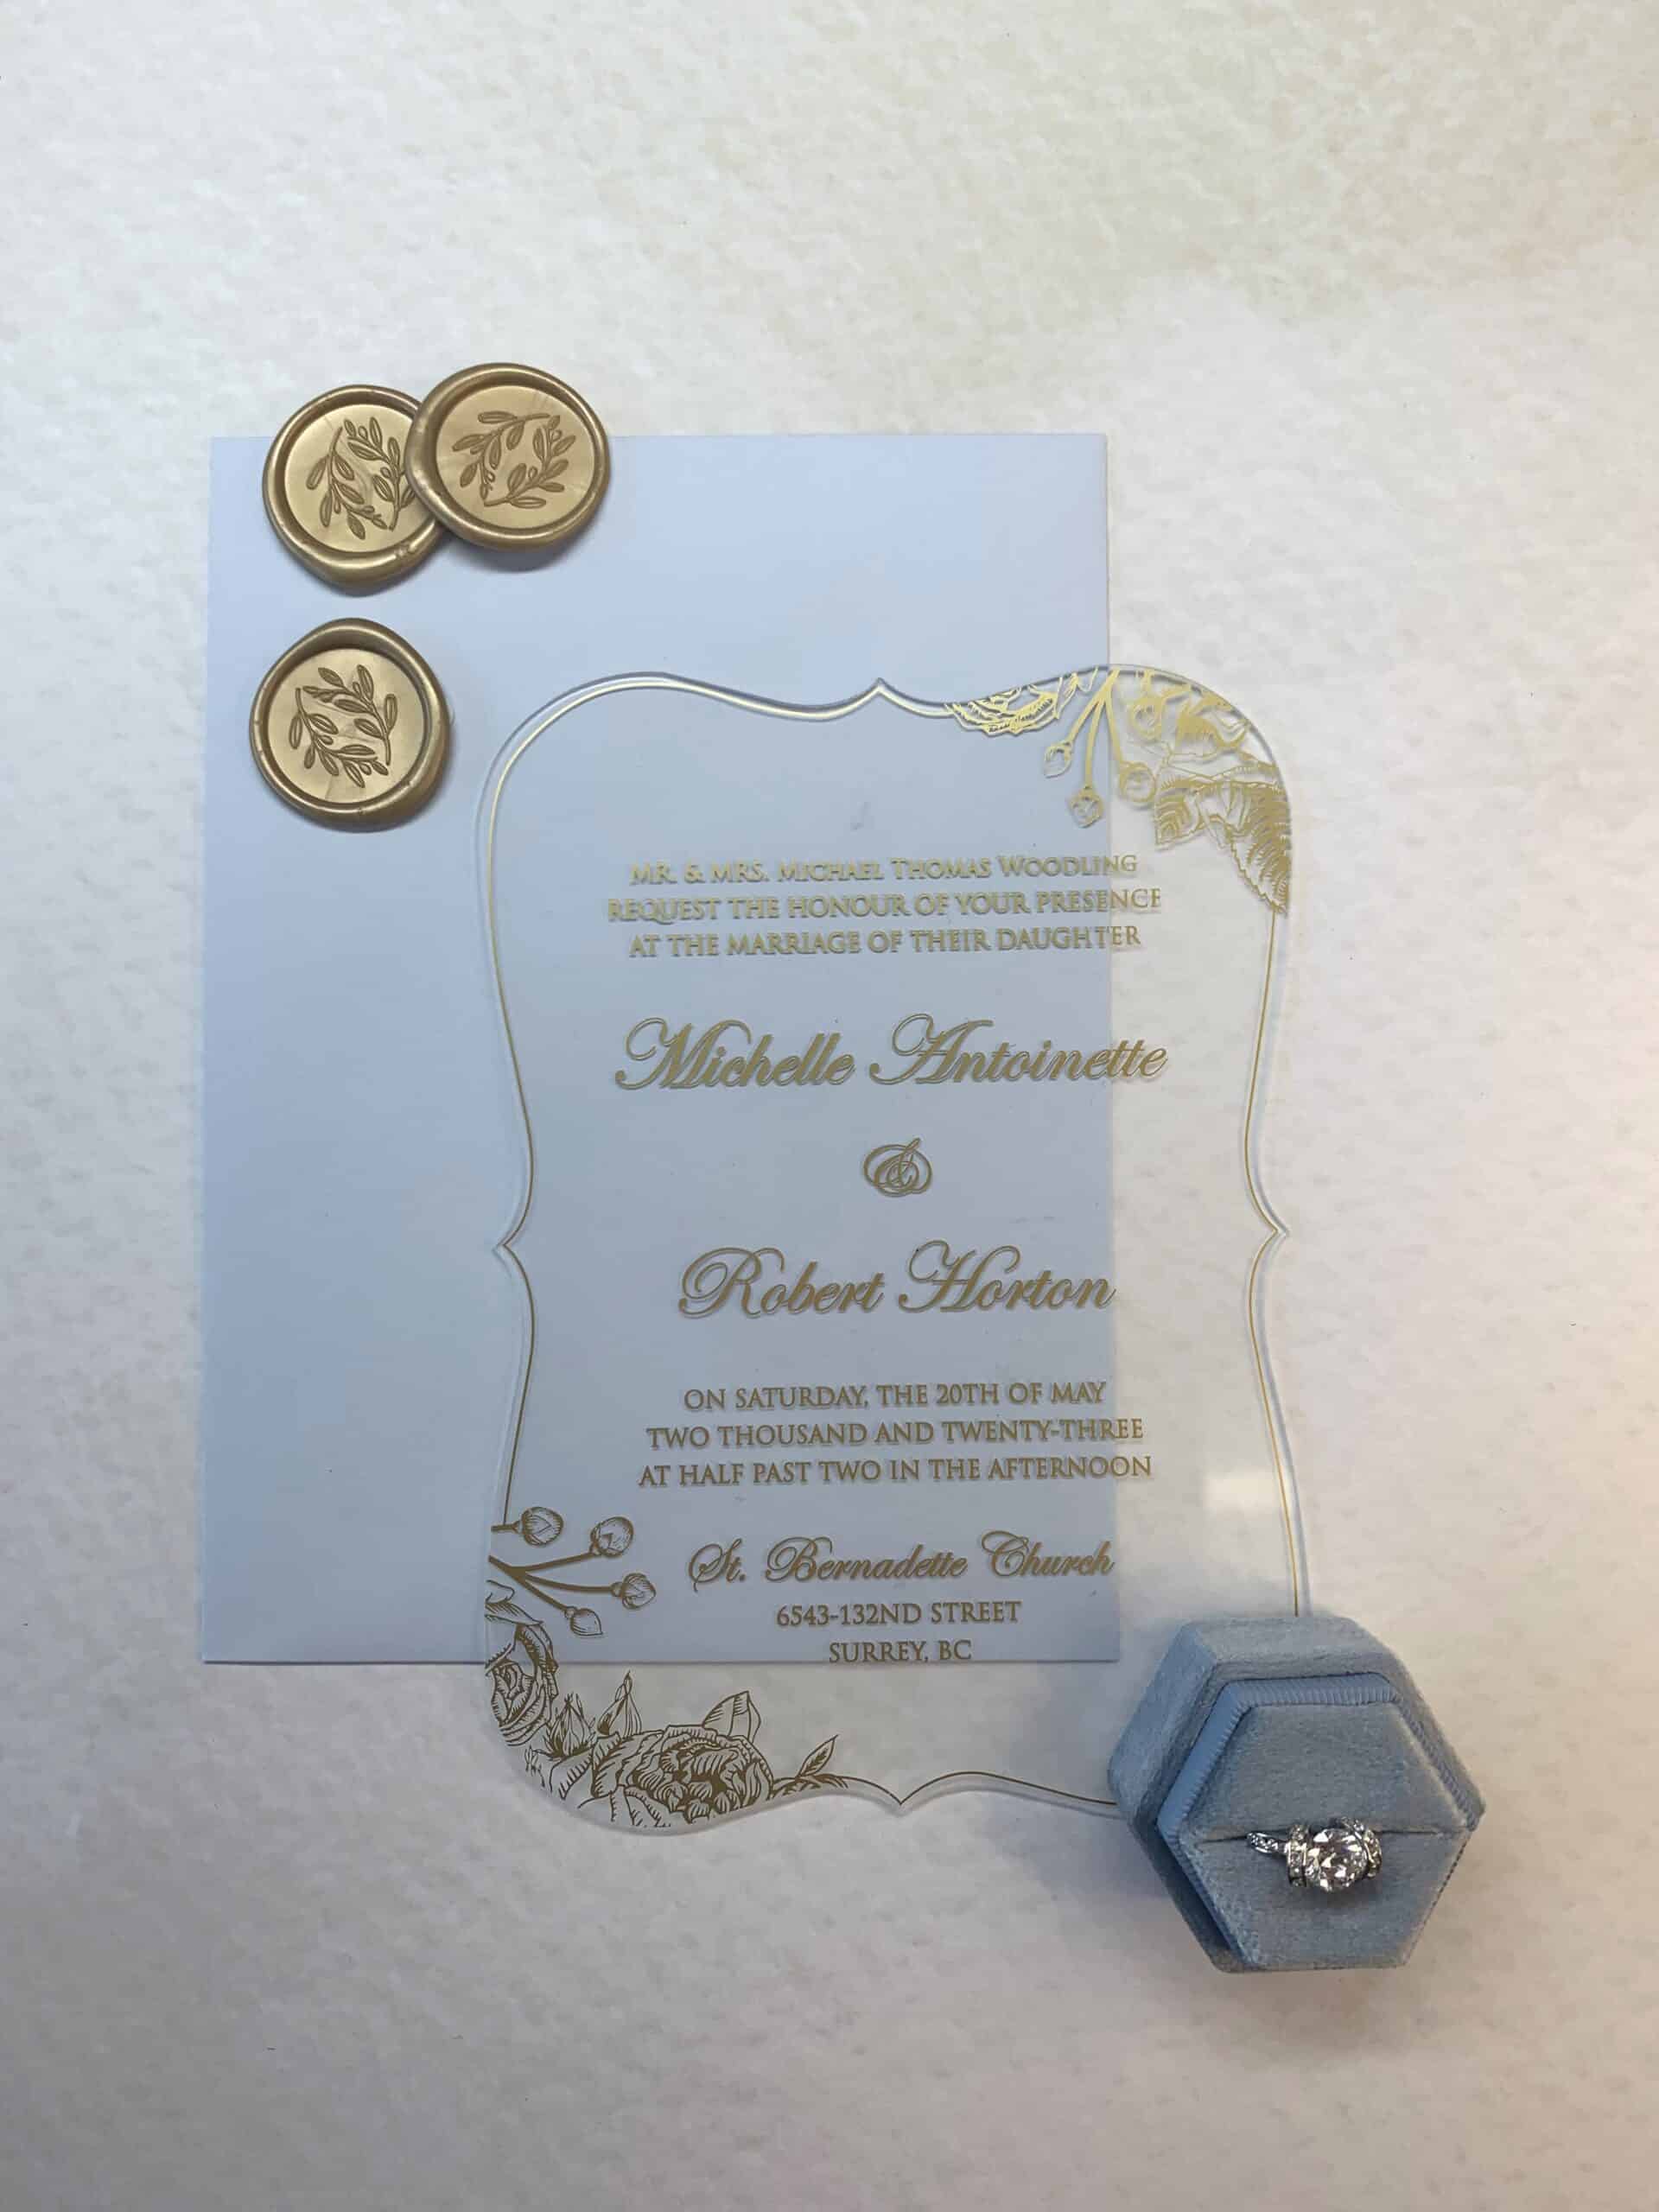 MR. & MRS. MICHAEL THOMAS WOODLING
REQUEST THE HONOUR OF YOUR PRESENCE
AT THE MARRIAGE OF THEIR DAUGHTER
Michelle Antoinette
&
Robert Horton
ON SATURDAY, THE 20TH OF MAY
TWO THOUSAND AND TWENTY-THREE
AT HALF PAST TWO IN THE AFTERNOON
St. Bernadette Church
6543-132ND STREET
SURREY, BC